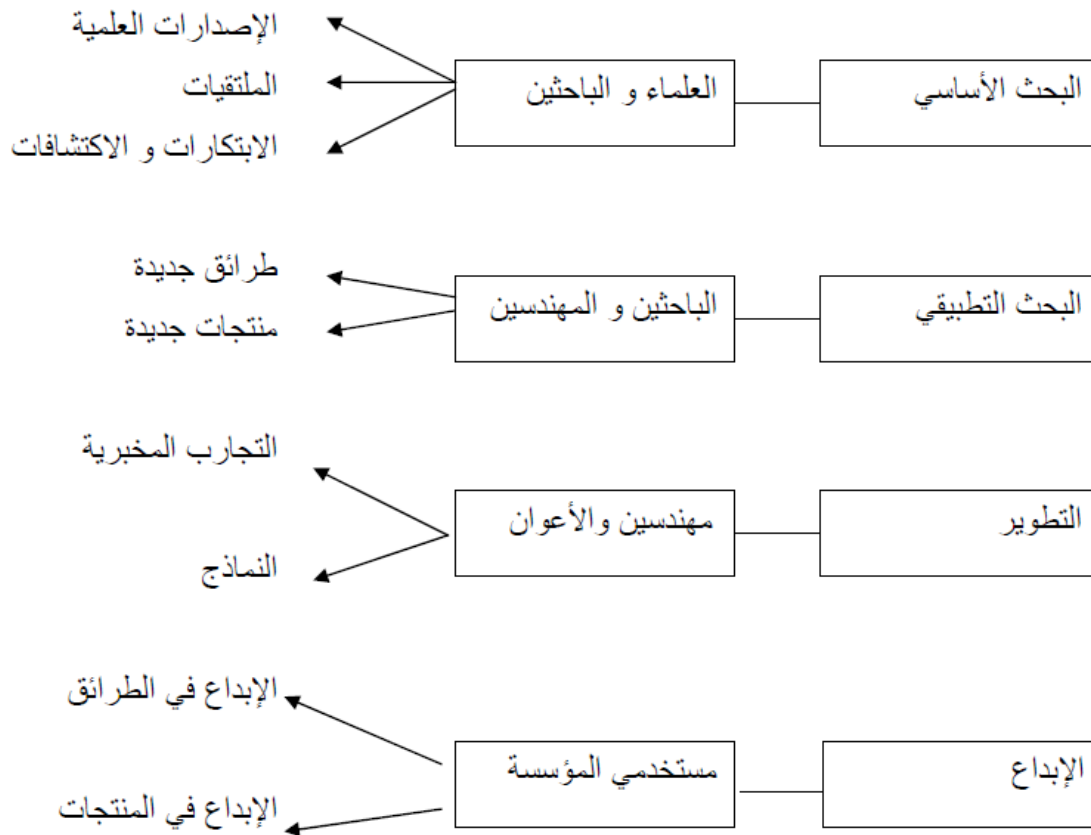 البحث الأساسي
العلماء و الباحثين
الإصدارات العلمية
الملتقيات
الابتكارات و الاكتشافات
البحث التطبيقي
الباحثين و المهندسين
طرائق جديدة
منتجات جديدة
التطوير
مهندسين والأعوان
التجارب المخبرية
النماذج
الإبداع
مستخدمي المؤسسة
الإبداع في الطرائق
الإبداع في المنتجات